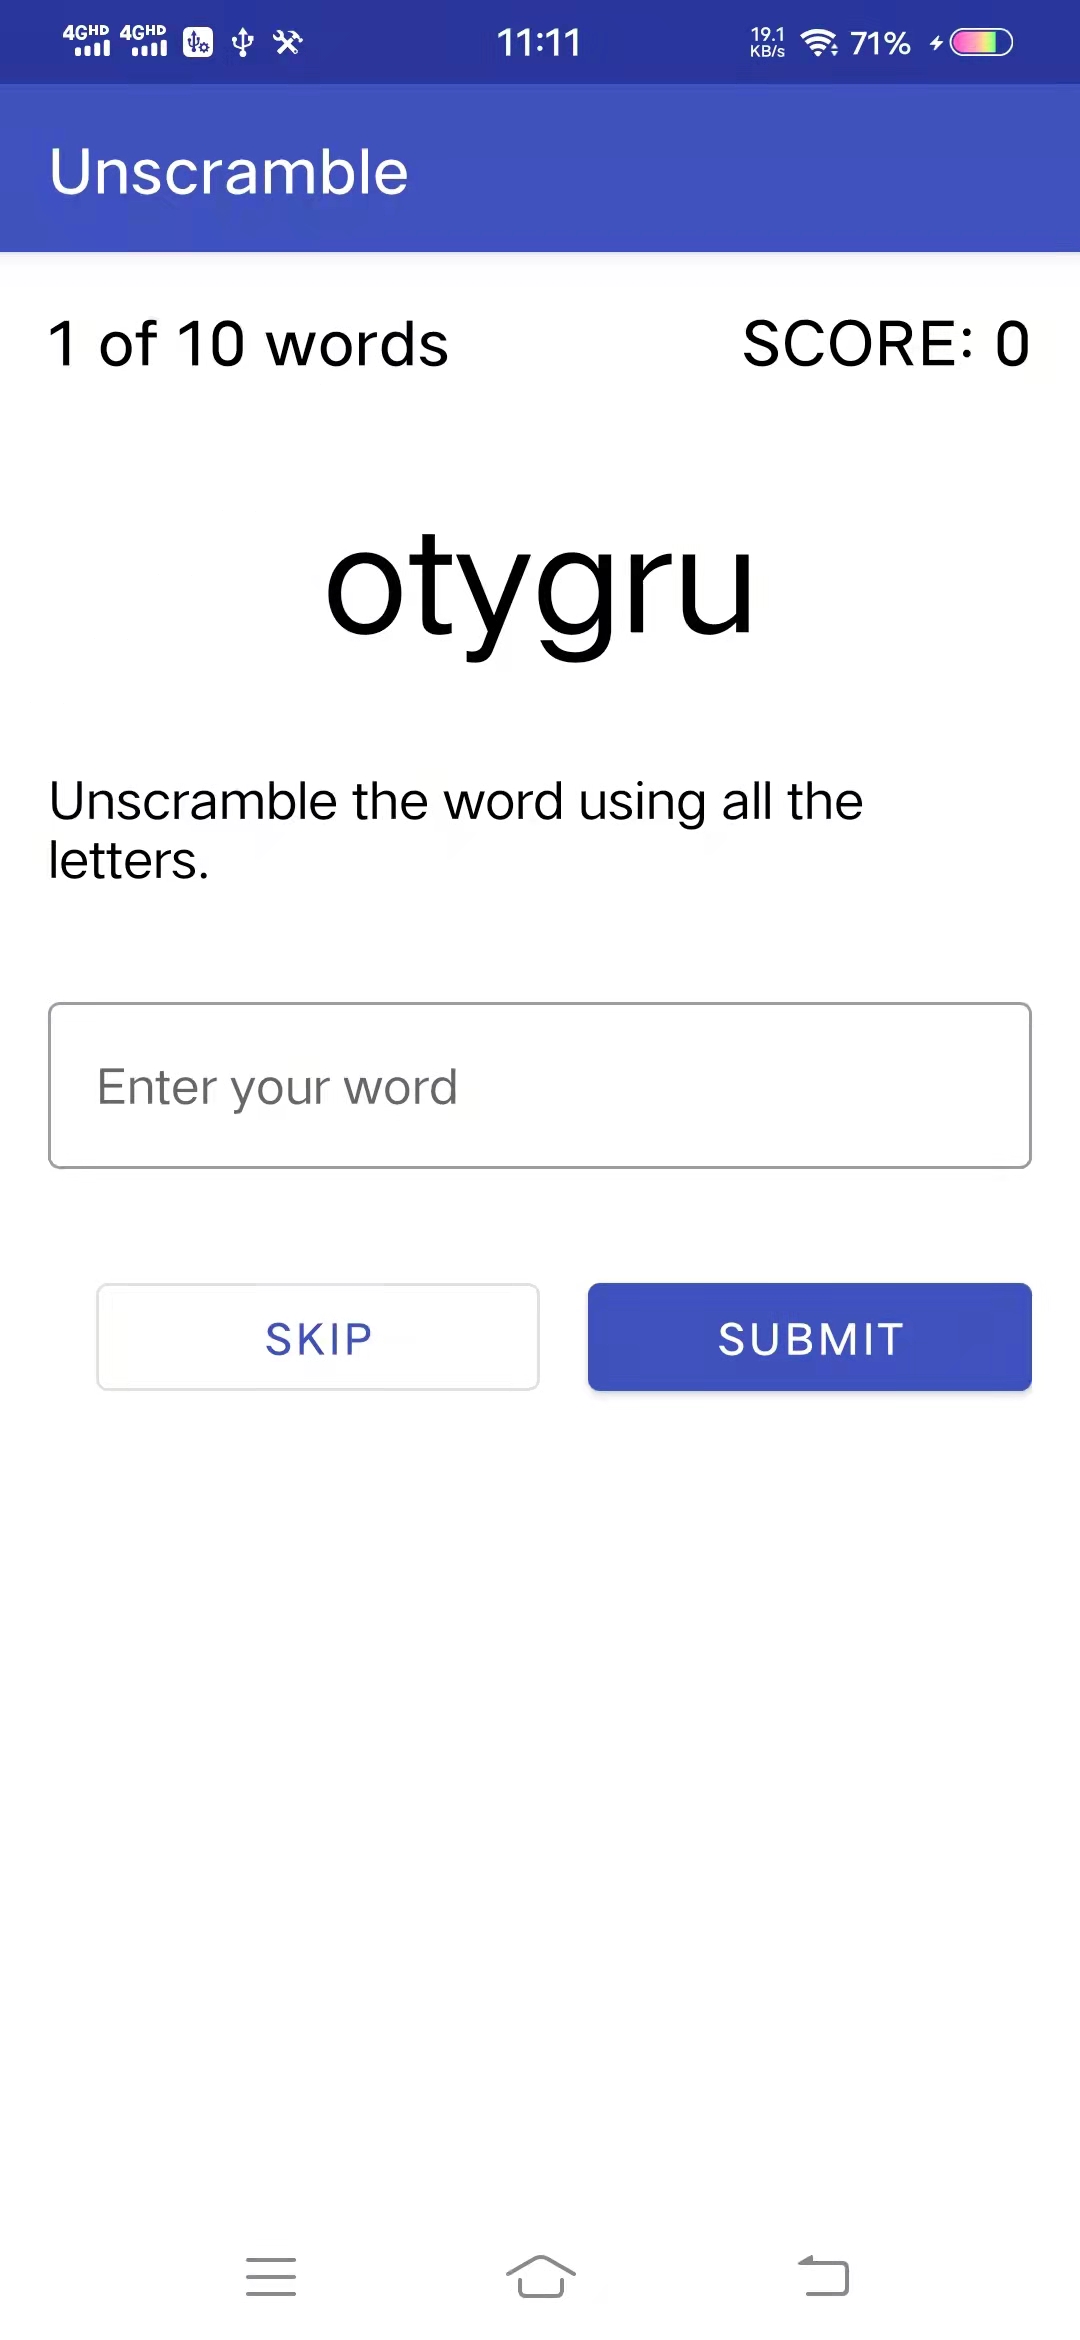 4GHD 4GHD 11:11 19.1 KB/s 71%
Unscramble
1 of 10 words SCORE: 0
otygru
Unscramble the word using all the
letters.
Enter your word
SKIP SUBMIT